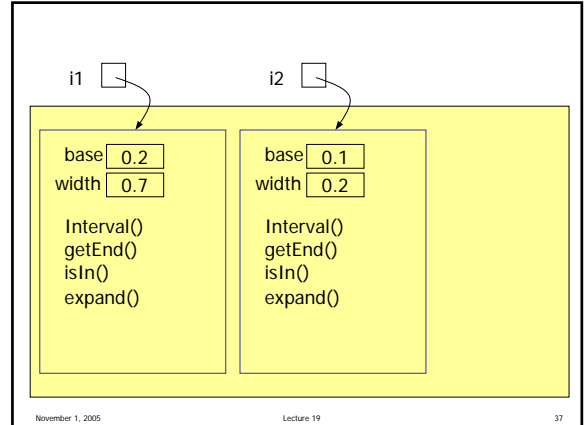 i1
i2
base 0.2
width 0.7
Interval()
getEnd()
isIn()
expand()
base 0.1
width 0.2
Interval()
getEnd()
isIn()
expand()
November 1, 2005
Lecture 19
37